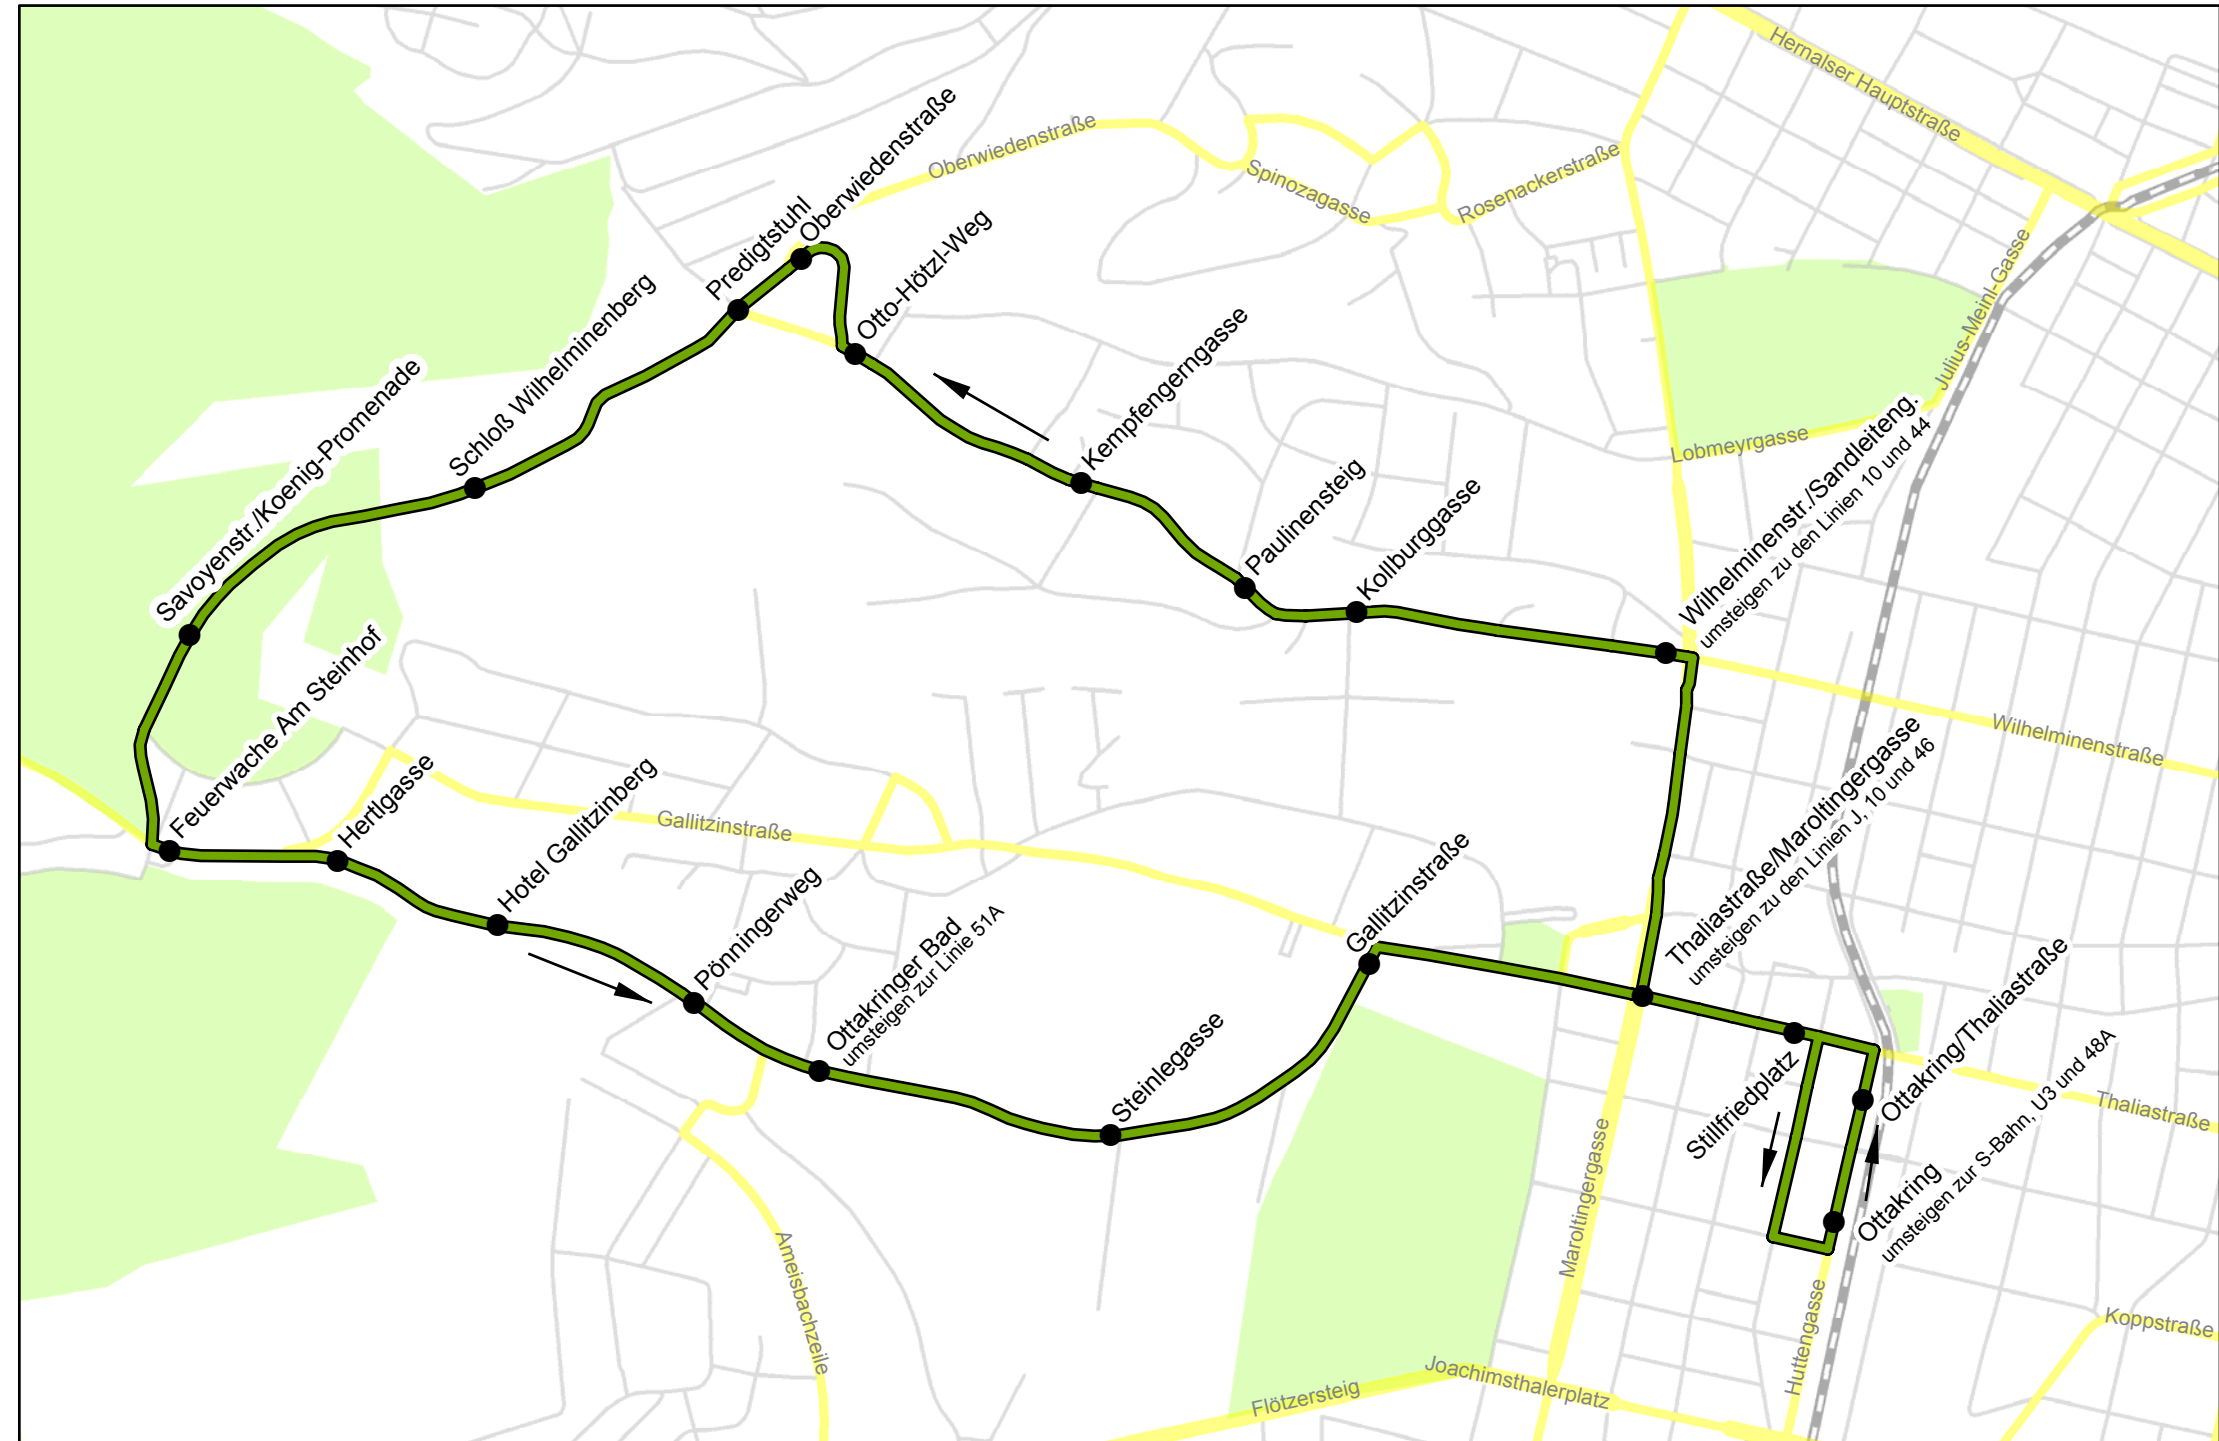 Hernalser Hauptstraße
Oberwiedenstraße
Oberwiedenstraße
Spinozagasse
Rosenackerstraße
Predigtstuhl
Otto-Hötzl-Weg
Julius-Meinl-Gasse
Schloß Wilhelminenberg
Kempfengerngasse
Savoyenstr./Koenig-Promenade
Lobmeyrgasse
Wilhelminenstr./Sandleiteng.
umsteigen zu den Linien 10 und 44
Paulinensteig
Kollburggasse
Feuerwache Am Steinhof
Wilhelminenstraße
Hertlgasse
Hotel Gallitzinberg
Gallitzinstraße
Thaliastraße/Maroltingergasse
umsteigen zu den Linien J, 10 und 46
Gallitzinstraße
Pönningerweg
Ottakringer Bad
umsteigen zur Linie 51A
Steinlegasse
Stillfriedplatz
Ottakring/Thaliastraße
Thaliastraße
Ottakring
umsteigen zur S-Bahn, U3 und 48A
Maroltingergasse
Ameisbachzeile
Huttengasse
Koppstraße
Joachimsthalerplatz
Flötzersteig